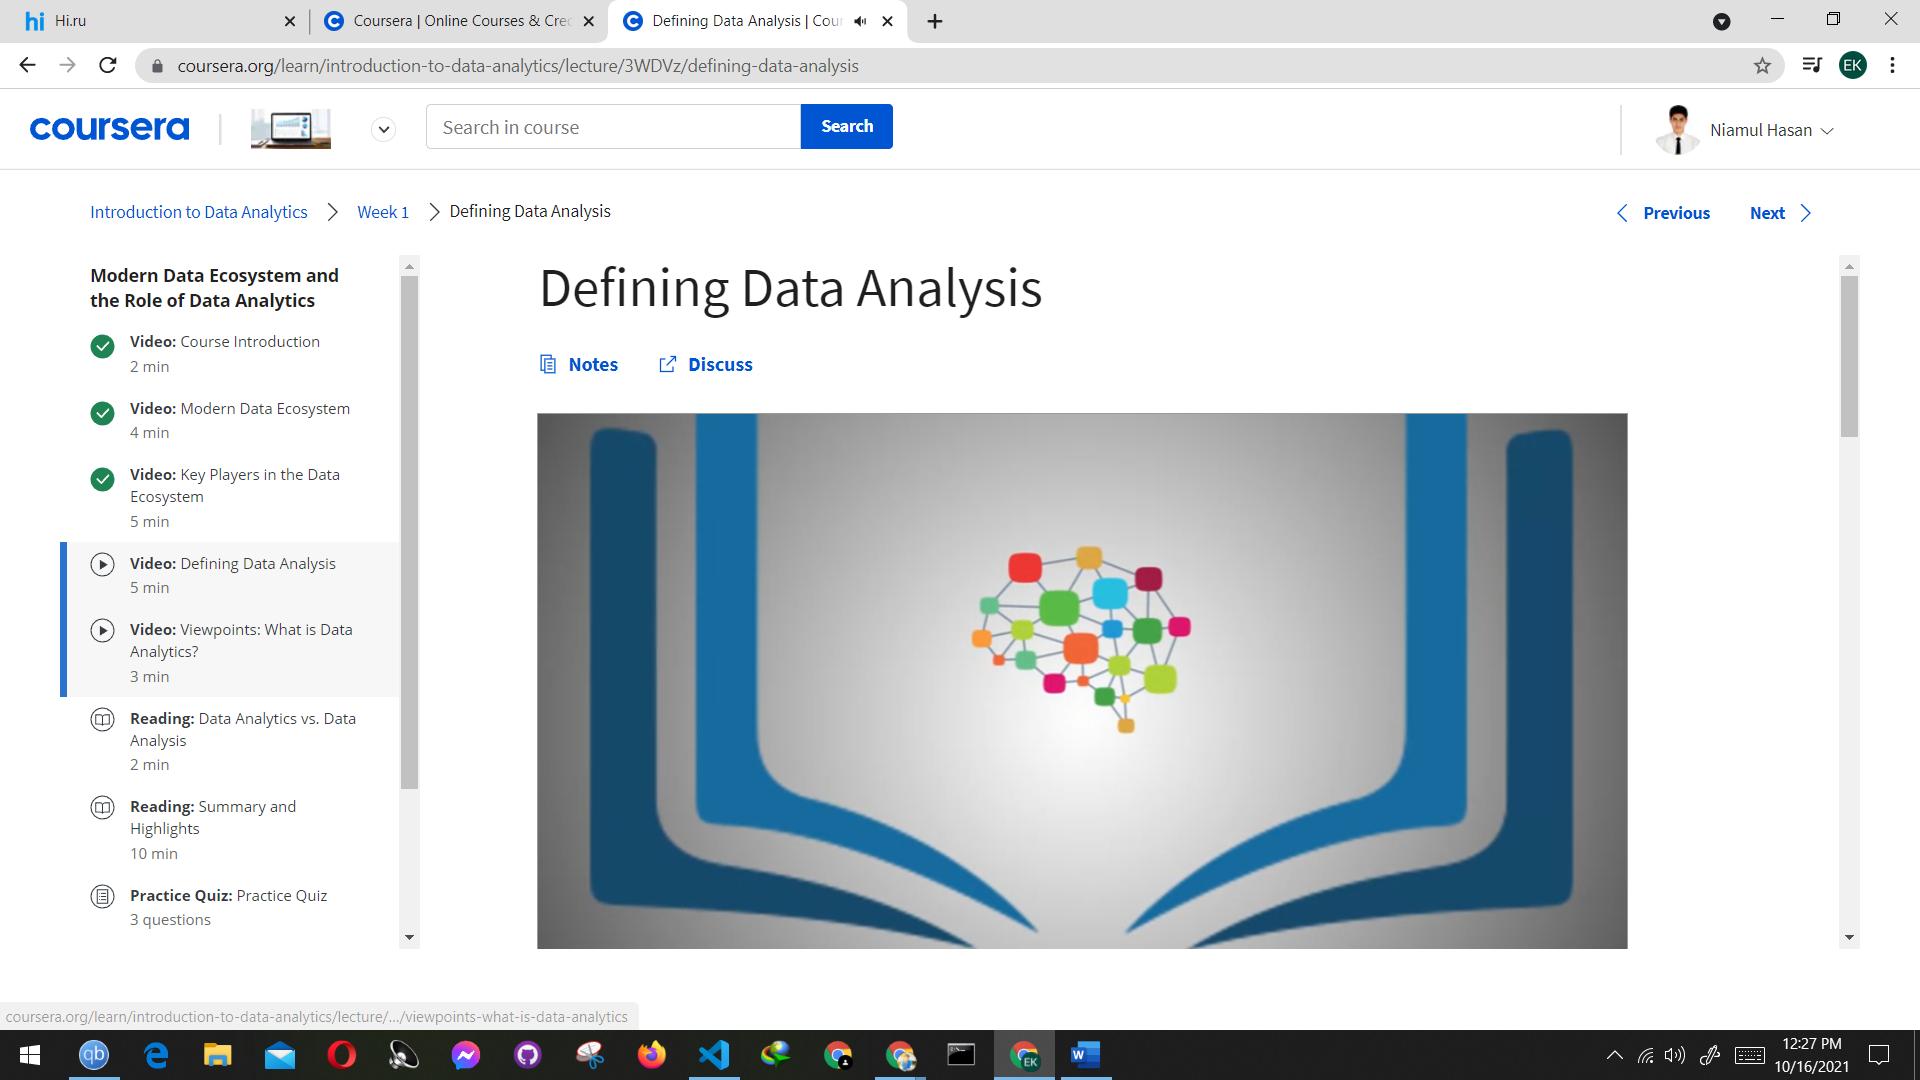 hi Hi.ru
Coursera | Online Courses & Cred
Defining Data Analysis | Cour
coursera.org/learn/introduction-to-data-analytics/lecture/3WDVz/defining-data-analysis
EK
coursera
Search in course
Search
Niamul Hasan
Introduction to Data Analytics
Week 1
Defining Data Analysis
Previous
Next
Modern Data Ecosystem and
the Role of Data Analytics
Video: Course Introduction
2 min
Video: Modern Data Ecosystem
4 min
Video: Key Players in the Data
Ecosystem
5 min
Video: Defining Data Analysis
5 min
Video: Viewpoints: What is Data
Analytics?
3 min
Reading: Data Analytics vs. Data
Analysis
2 min
Reading: Summary and
Highlights
10 min
Practice Quiz: Practice Quiz
3 questions
Defining Data Analysis
Notes
Discuss
coursera.org/learn/introduction-to-data-analytics/lecture/.../viewpoints-what-is-data-analytics
qb
EK
W
12:27 PM
10/16/2021